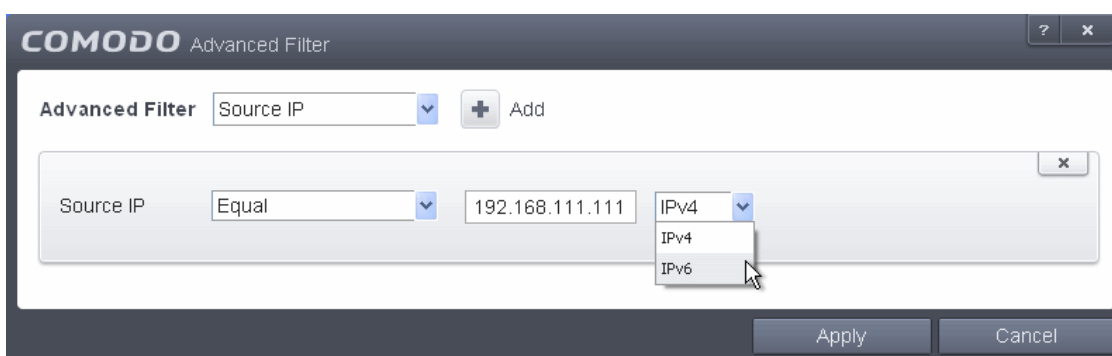 COMODO Advanced Filter ? x
Advanced Filter Source IP + Add
x
Source IP Equal 192.168.111.111 IPv4
IPv4
IPv6
Apply Cancel